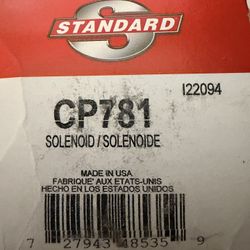 STANDARD
I22094
CP781
SOLENOID / SOLENOIDE
MADE IN USA
FABRIQUE' AUX ETATS-UNIS
HECHO EN LOS ESTADOS UNIDOS
7 27943 48535 9